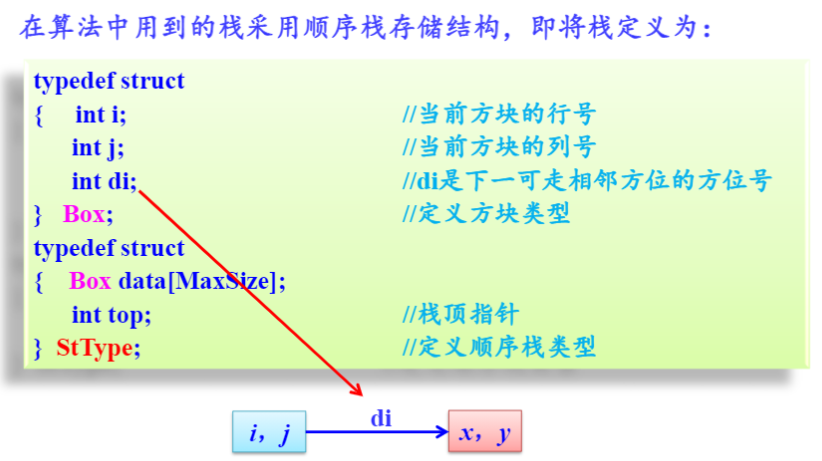 在算法中用到的栈采用顺序栈存储结构，即将栈定义为：
typedef struct
{ int i; //当前方块的行号
int j; //当前方块的列号
int di; //di是下一可走相邻方位的方位号
} Box; //定义方块类型
typedef struct
{ Box data[MaxSize];
int top; //栈顶指针
} StType; //定义顺序栈类型
i，j di x，y